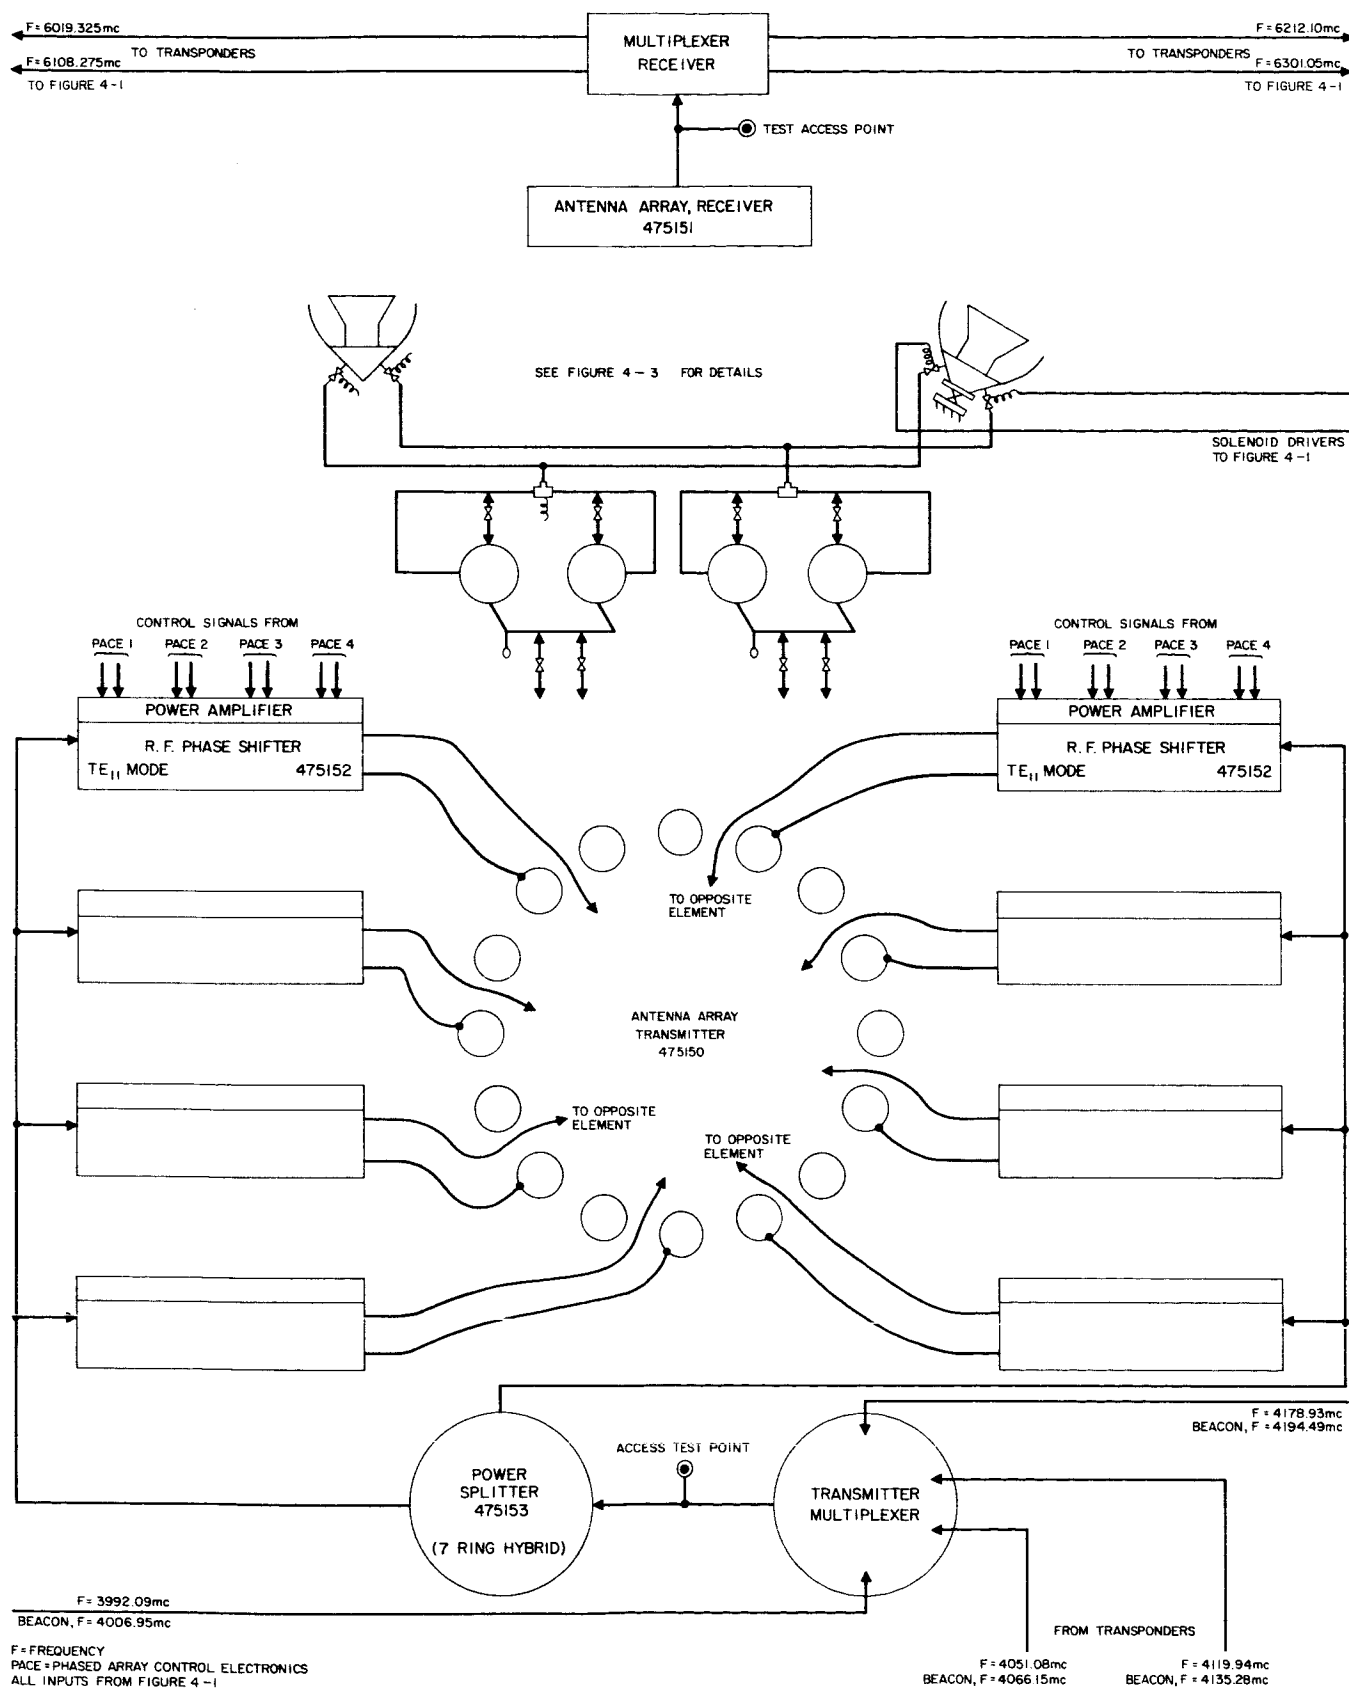 F=6019.325mc
TO TRANSPONDERS
F=6108.275mc
TO FIGURE 4-1
MULTIPLEXER
RECEIVER
F=6212.10mc
TO TRANSPONDERS
F=6301.05mc
TO FIGURE 4-1
TEST ACCESS POINT
ANTENNA ARRAY, RECEIVER
475151
SEE FIGURE 4-3 FOR DETAILS
SOLENOID DRIVERS
TO FIGURE 4-1
CONTROL SIGNALS FROM
PACE 1 PACE 2 PACE 3 PACE 4
POWER AMPLIFIER
R.F. PHASE SHIFTER
TE11 MODE 475152
CONTROL SIGNALS FROM
PACE 1 PACE 2 PACE 3 PACE 4
POWER AMPLIFIER
R.F. PHASE SHIFTER
TE11 MODE 475152
TO OPPOSITE
ELEMENT
ANTENNA ARRAY
TRANSMITTER
475150
TO OPPOSITE
ELEMENT
TO OPPOSITE
ELEMENT
F=4178.93mc
BEACON, F=4194.49mc
ACCESS TEST POINT
POWER
SPLITTER
475153
(7 RING HYBRID)
TRANSMITTER
MULTIPLEXER
F=3992.09mc
BEACON, F=4006.95mc
FROM TRANSPONDERS
F=4051.08mc
BEACON, F=4066.15mc
F=4119.94mc
BEACON, F=4135.28mc
F=FREQUENCY
PACE=PHASED ARRAY CONTROL ELECTRONICS
ALL INPUTS FROM FIGURE 4-1